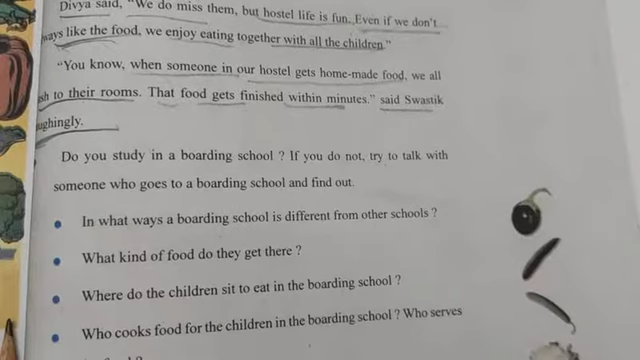 Divya said, "We do miss them, but hostel life is fun. Even if we don't
like the food, we enjoy eating together with all the children."
"You know, when someone in our hostel gets home-made food, we all
to their rooms. That food gets finished within minutes." said Swastik
Do you study in a boarding school ? If you do not, try to talk with
someone who goes to a boarding school and find out.
• In what ways a boarding school is different from other schools ?
• What kind of food do they get there ?
• Where do the children sit to eat in the boarding school ?
• Who cooks food for the children in the boarding school ? Who serves